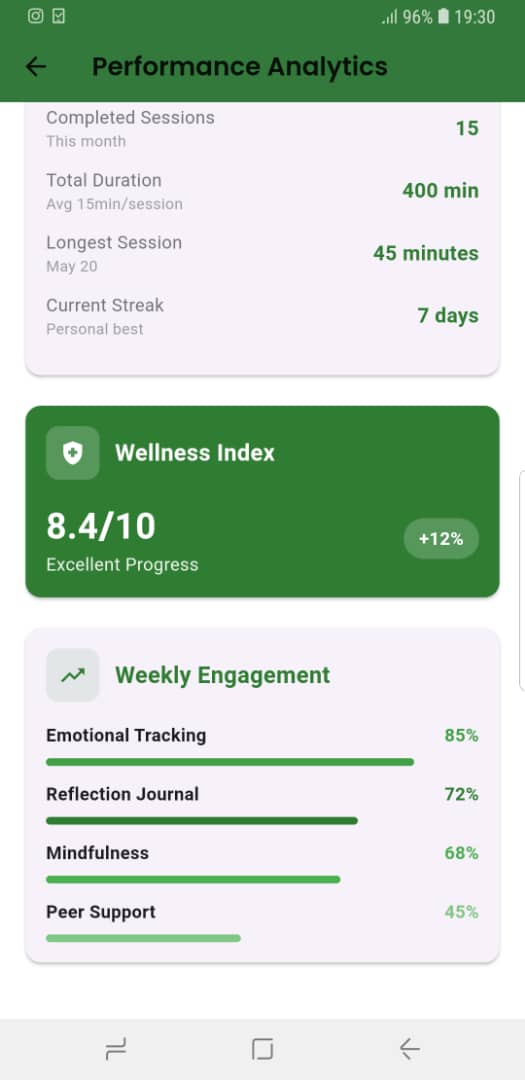 96% 19:30
Performance Analytics
Completed Sessions 15
This month
Total Duration 400 min
Avg 15min/session
Longest Session 45 minutes
May 20
Current Streak 7 days
Personal best
Wellness Index
8.4/10
+12%
Excellent Progress
Weekly Engagement
Emotional Tracking 85%
Reflection Journal 72%
Mindfulness 68%
Peer Support 45%